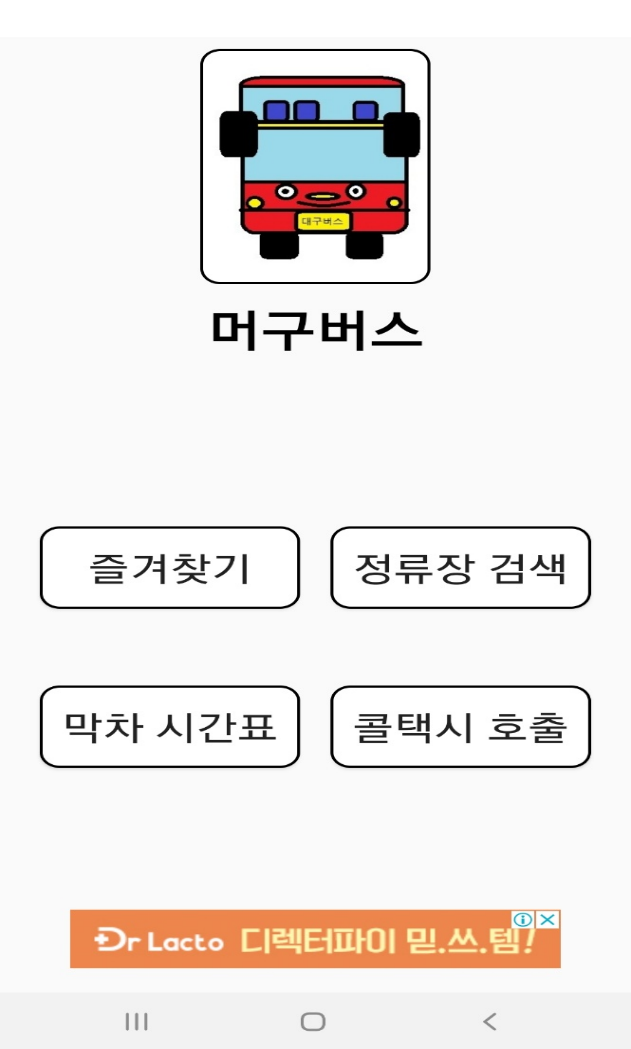 대구버스
머구버스
즐겨찾기
정류장 검색
막차 시간표
콜택시 호출
Dr Lacto 디렉터파이 믿.쓰.템!